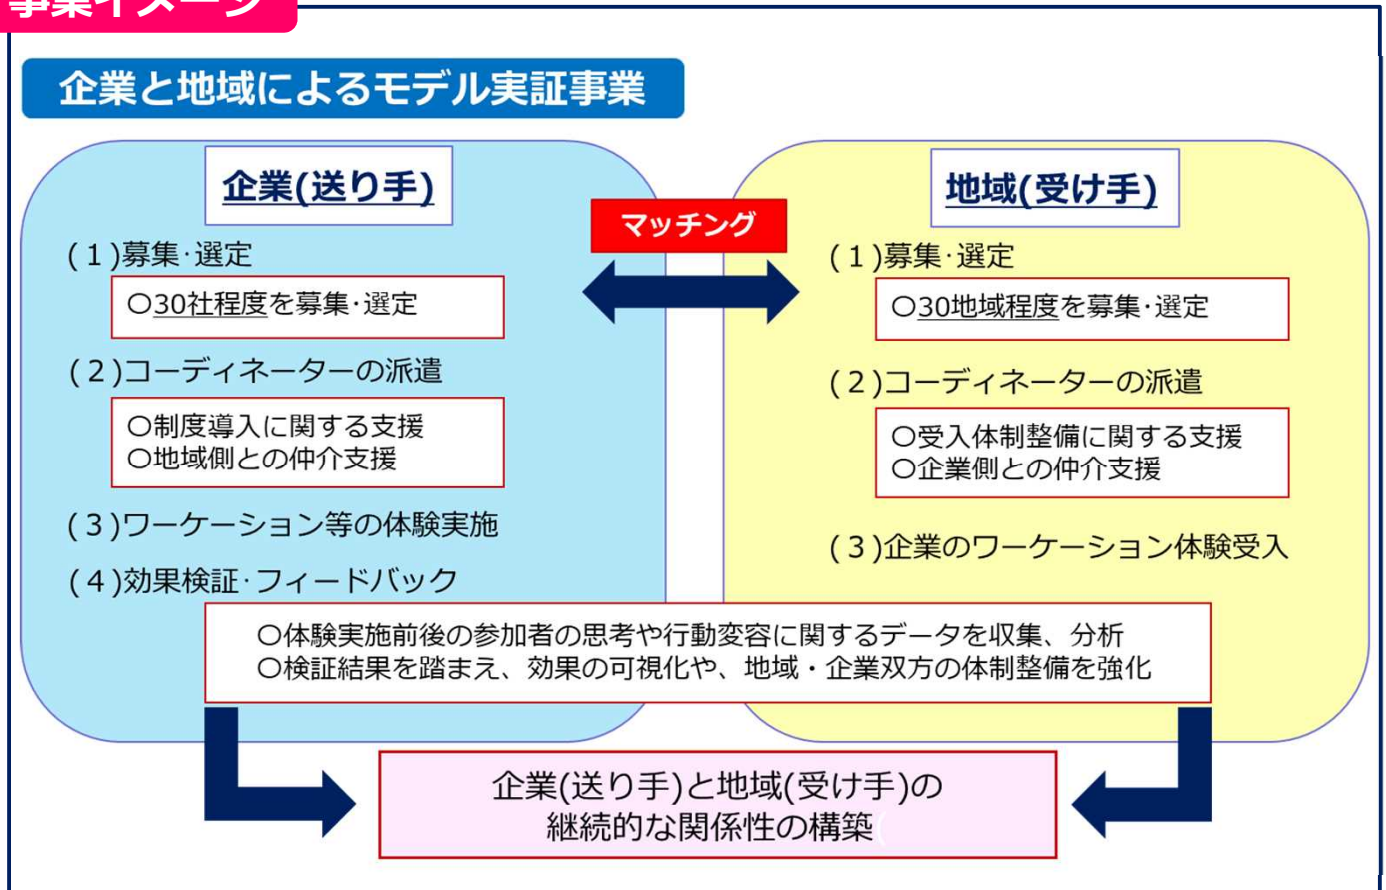 事業イメージ
企業と地域によるモデル実証事業
企業(送り手)
(1)募集･選定
〇30社程度を募集･選定
(2)コーディネーターの派遣
〇制度導入に関する支援
〇地域側との仲介支援
(3)ワーケーション等の体験実施
(4)効果検証･フィードバック
マッチング
地域(受け手)
(1)募集･選定
〇30地域程度を募集･選定
(2)コーディネーターの派遣
〇受入体制整備に関する支援
〇企業側との仲介支援
(3)企業のワーケーション体験受入
〇体験実施前後の参加者の思考や行動変容に関するデータを収集、分析
〇検証結果を踏まえ、効果の可視化や、地域・企業双方の体制整備を強化
企業(送り手)と地域(受け手)の
継続的な関係性の構築(